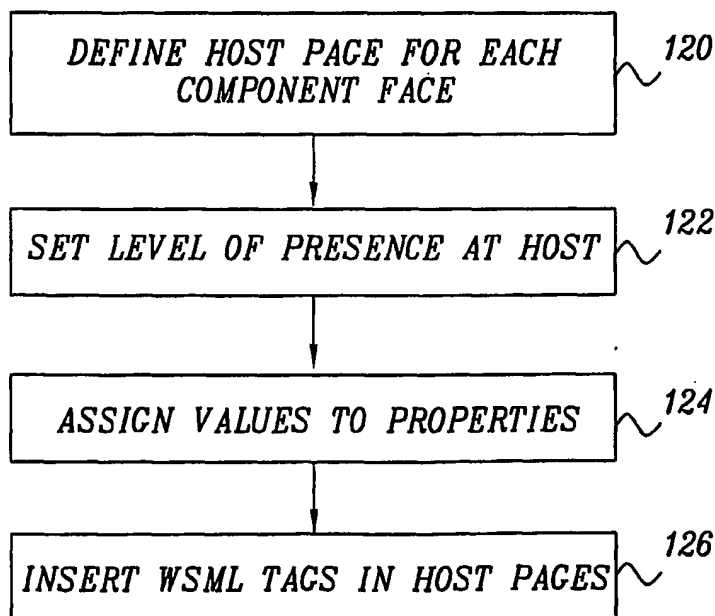 DEFINE HOST PAGE FOR EACH
COMPONENT FACE
120
SET LEVEL OF PRESENCE AT HOST
122
ASSIGN VALUES TO PROPERTIES
124
INSERT WSML TAGS IN HOST PAGES
126